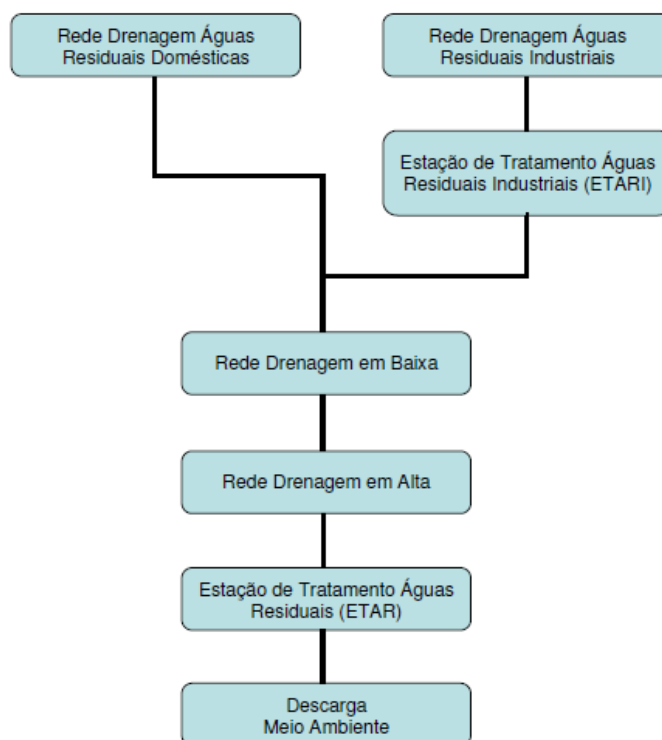 Rede Drenagem Águas
Residuais Domésticas
Rede Drenagem Águas
Residuais Industriais
Estação de Tratamento Águas
Residuais Industriais (ETARI)
Rede Drenagem em Baixa
Rede Drenagem em Alta
Estação de Tratamento Águas
Residuais (ETAR)
Descarga
Meio Ambiente